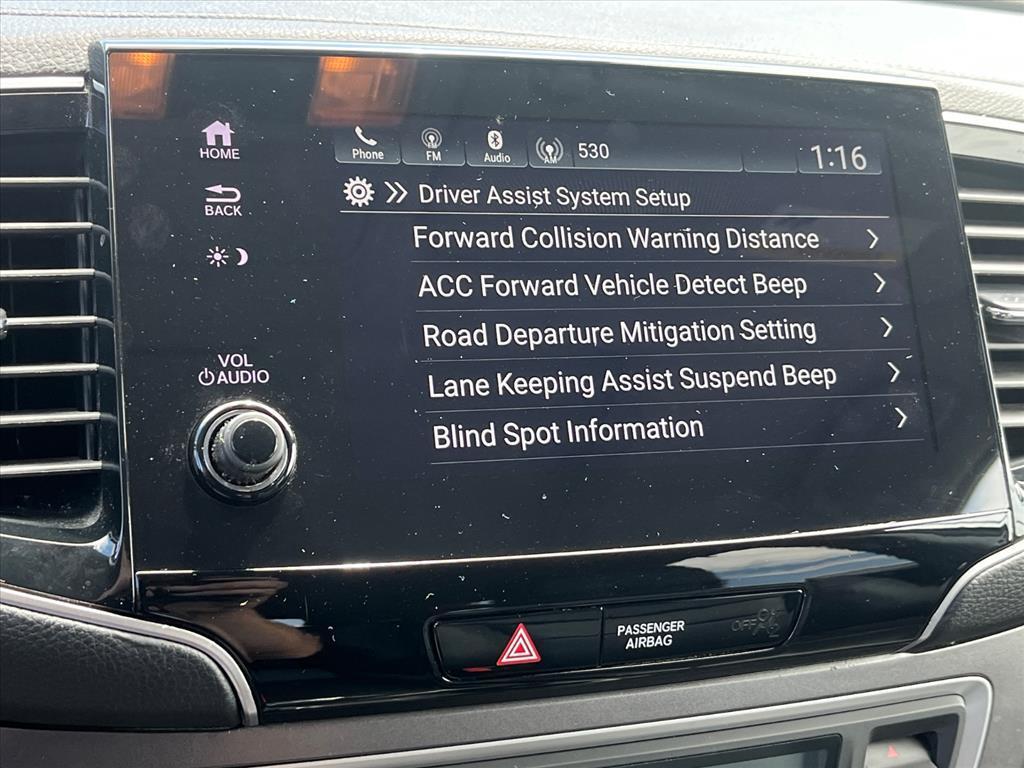 HOME
BACK
VOL
AUDIO
Phone
FM
Audio
AM
530
1:16
Driver Assist System Setup
Forward Collision Warning Distance
ACC Forward Vehicle Detect Beep
Road Departure Mitigation Setting
Lane Keeping Assist Suspend Beep
Blind Spot Information
PASSENGER
AIRBAG
OFF